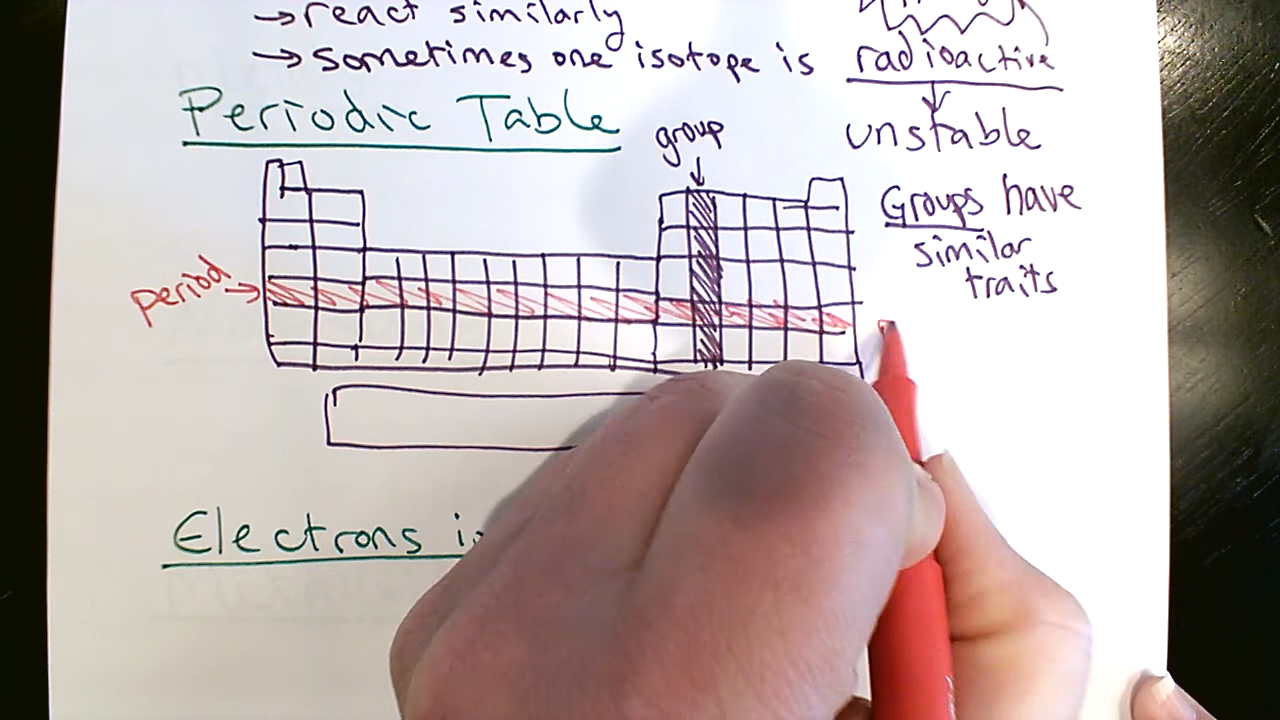 →react similarly
→sometimes one isotope is radioactive
unstable
Periodic Table
group
period→
Groups have
similar
traits
Electrons